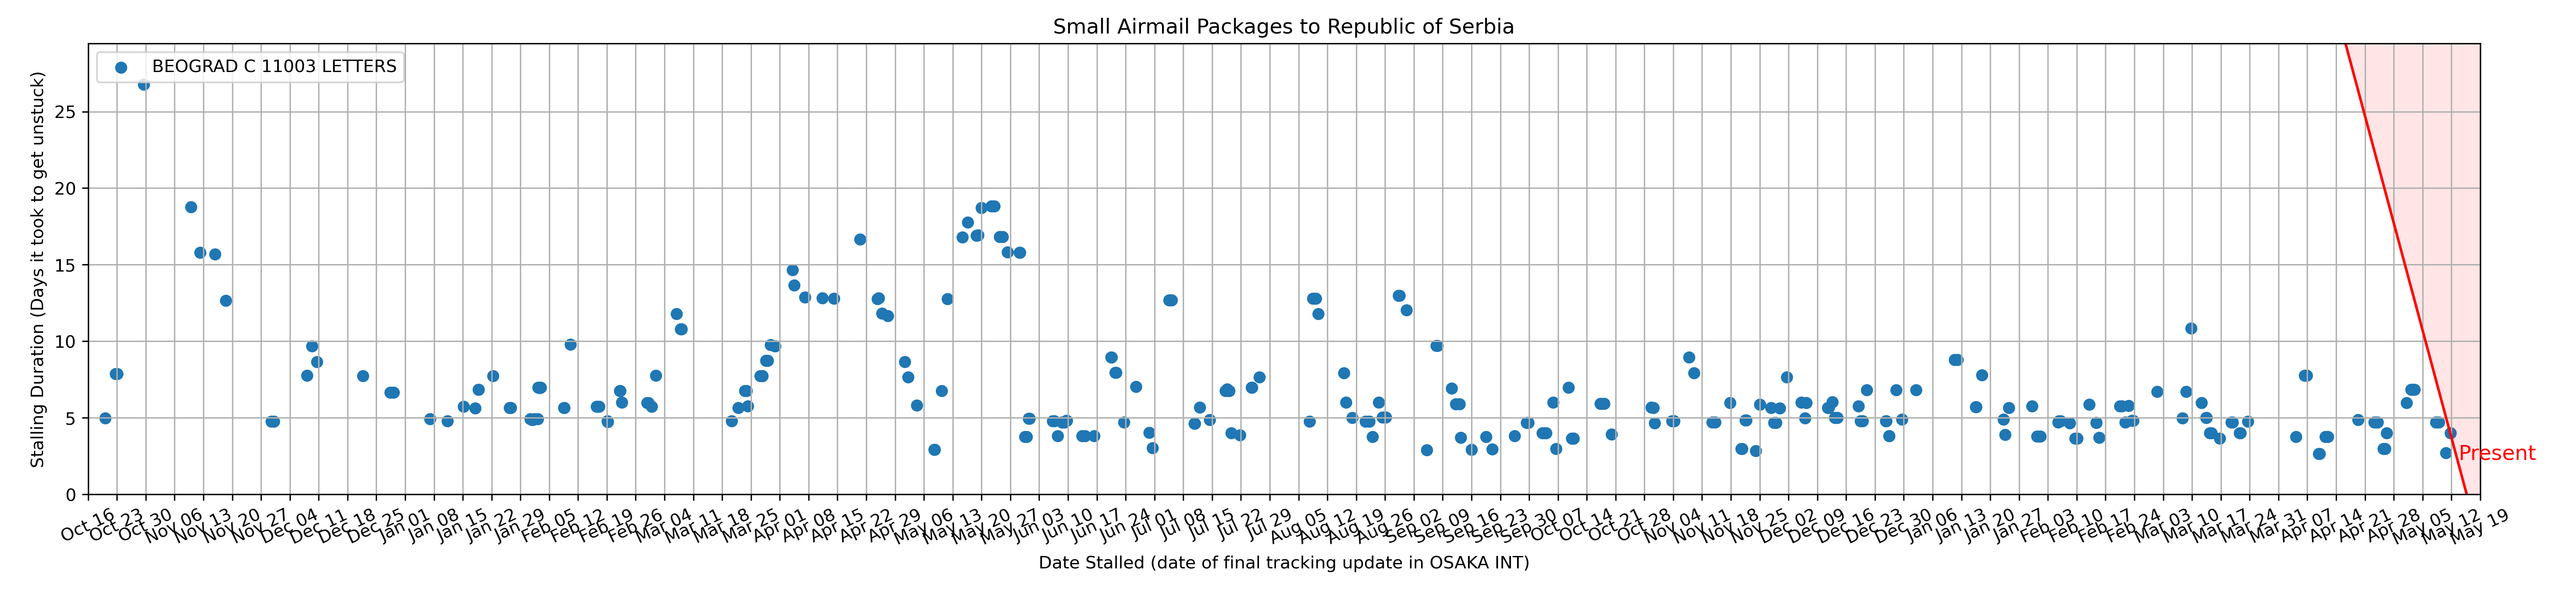 Small Airmail Packages to Republic of Serbia
BEOGRAD C 11003 LETTERS
Stalling Duration (Days it took to get unstuck)
25
20
15
10
5
0
Present
Oct 16 Oct 23 Oct 30 Nov 06 Nov 13 Nov 20 Nov 27 Dec 04 Dec 11 Dec 18 Dec 25 Jan 01 Jan 08 Jan 15 Jan 22 Jan 29 Feb 05 Feb 12 Feb 19 Feb 26 Mar 04 Mar 11 Mar 18 Mar 25 Apr 01 Apr 08 Apr 15 Apr 22 Apr 29 May 06 May 13 May 20 May 27 Jun 03 Jun 10 Jun 17 Jun 24 Jul 01 Jul 08 Jul 15 Jul 22 Jul 29 Aug 05 Aug 12 Aug 19 Aug 26 Sep 02 Sep 09 Sep 16 Sep 23 Sep 30 Oct 07 Oct 14 Oct 21 Oct 28 Nov 04 Nov 11 Nov 18 Nov 25 Dec 02 Dec 09 Dec 16 Dec 23 Dec 30 Jan 06 Jan 13 Jan 20 Jan 27 Feb 03 Feb 10 Feb 17 Feb 24 Mar 03 Mar 10 Mar 17 Mar 24 Mar 31 Apr 07 Apr 14 Apr 21 Apr 28 May 05 May 12 May 19
Date Stalled (date of final tracking update in OSAKA INT)